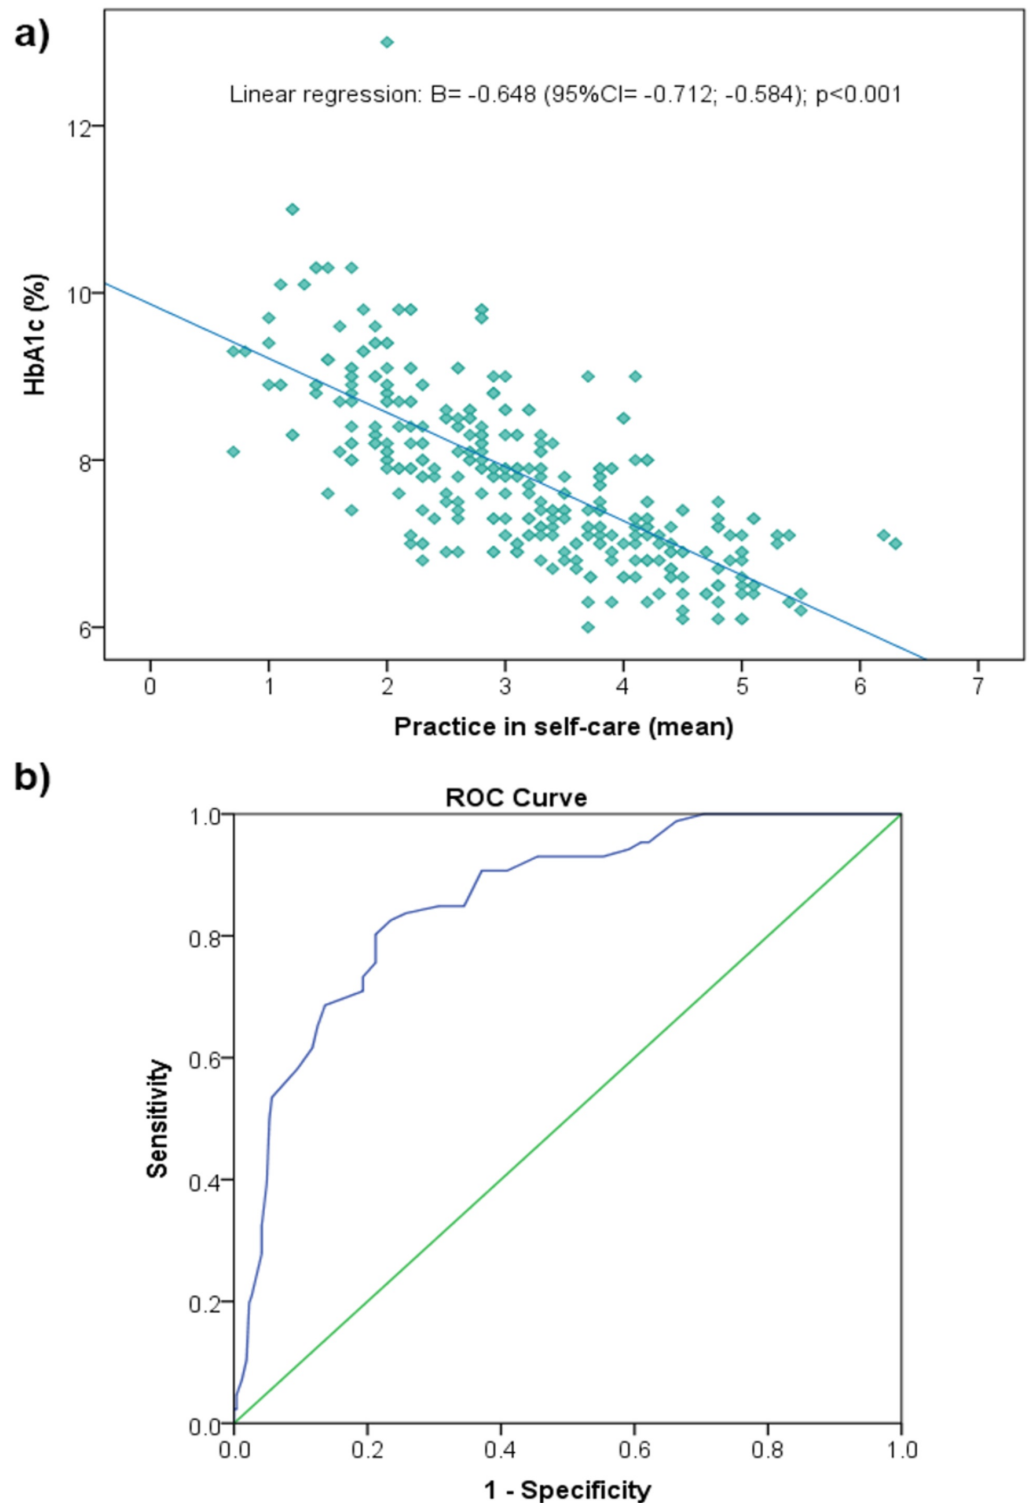 a)
Linear regression: B= -0.648 (95%CI= -0.712; -0.584); p<0.001
HbA1c (%)
12
10
8
6
0 1 2 3 4 5 6 7
Practice in self-care (mean)
b)
ROC Curve
Sensitivity
1.0
0.8
0.6
0.4
0.2
0.0
0.0 0.2 0.4 0.6 0.8 1.0
1 - Specificity